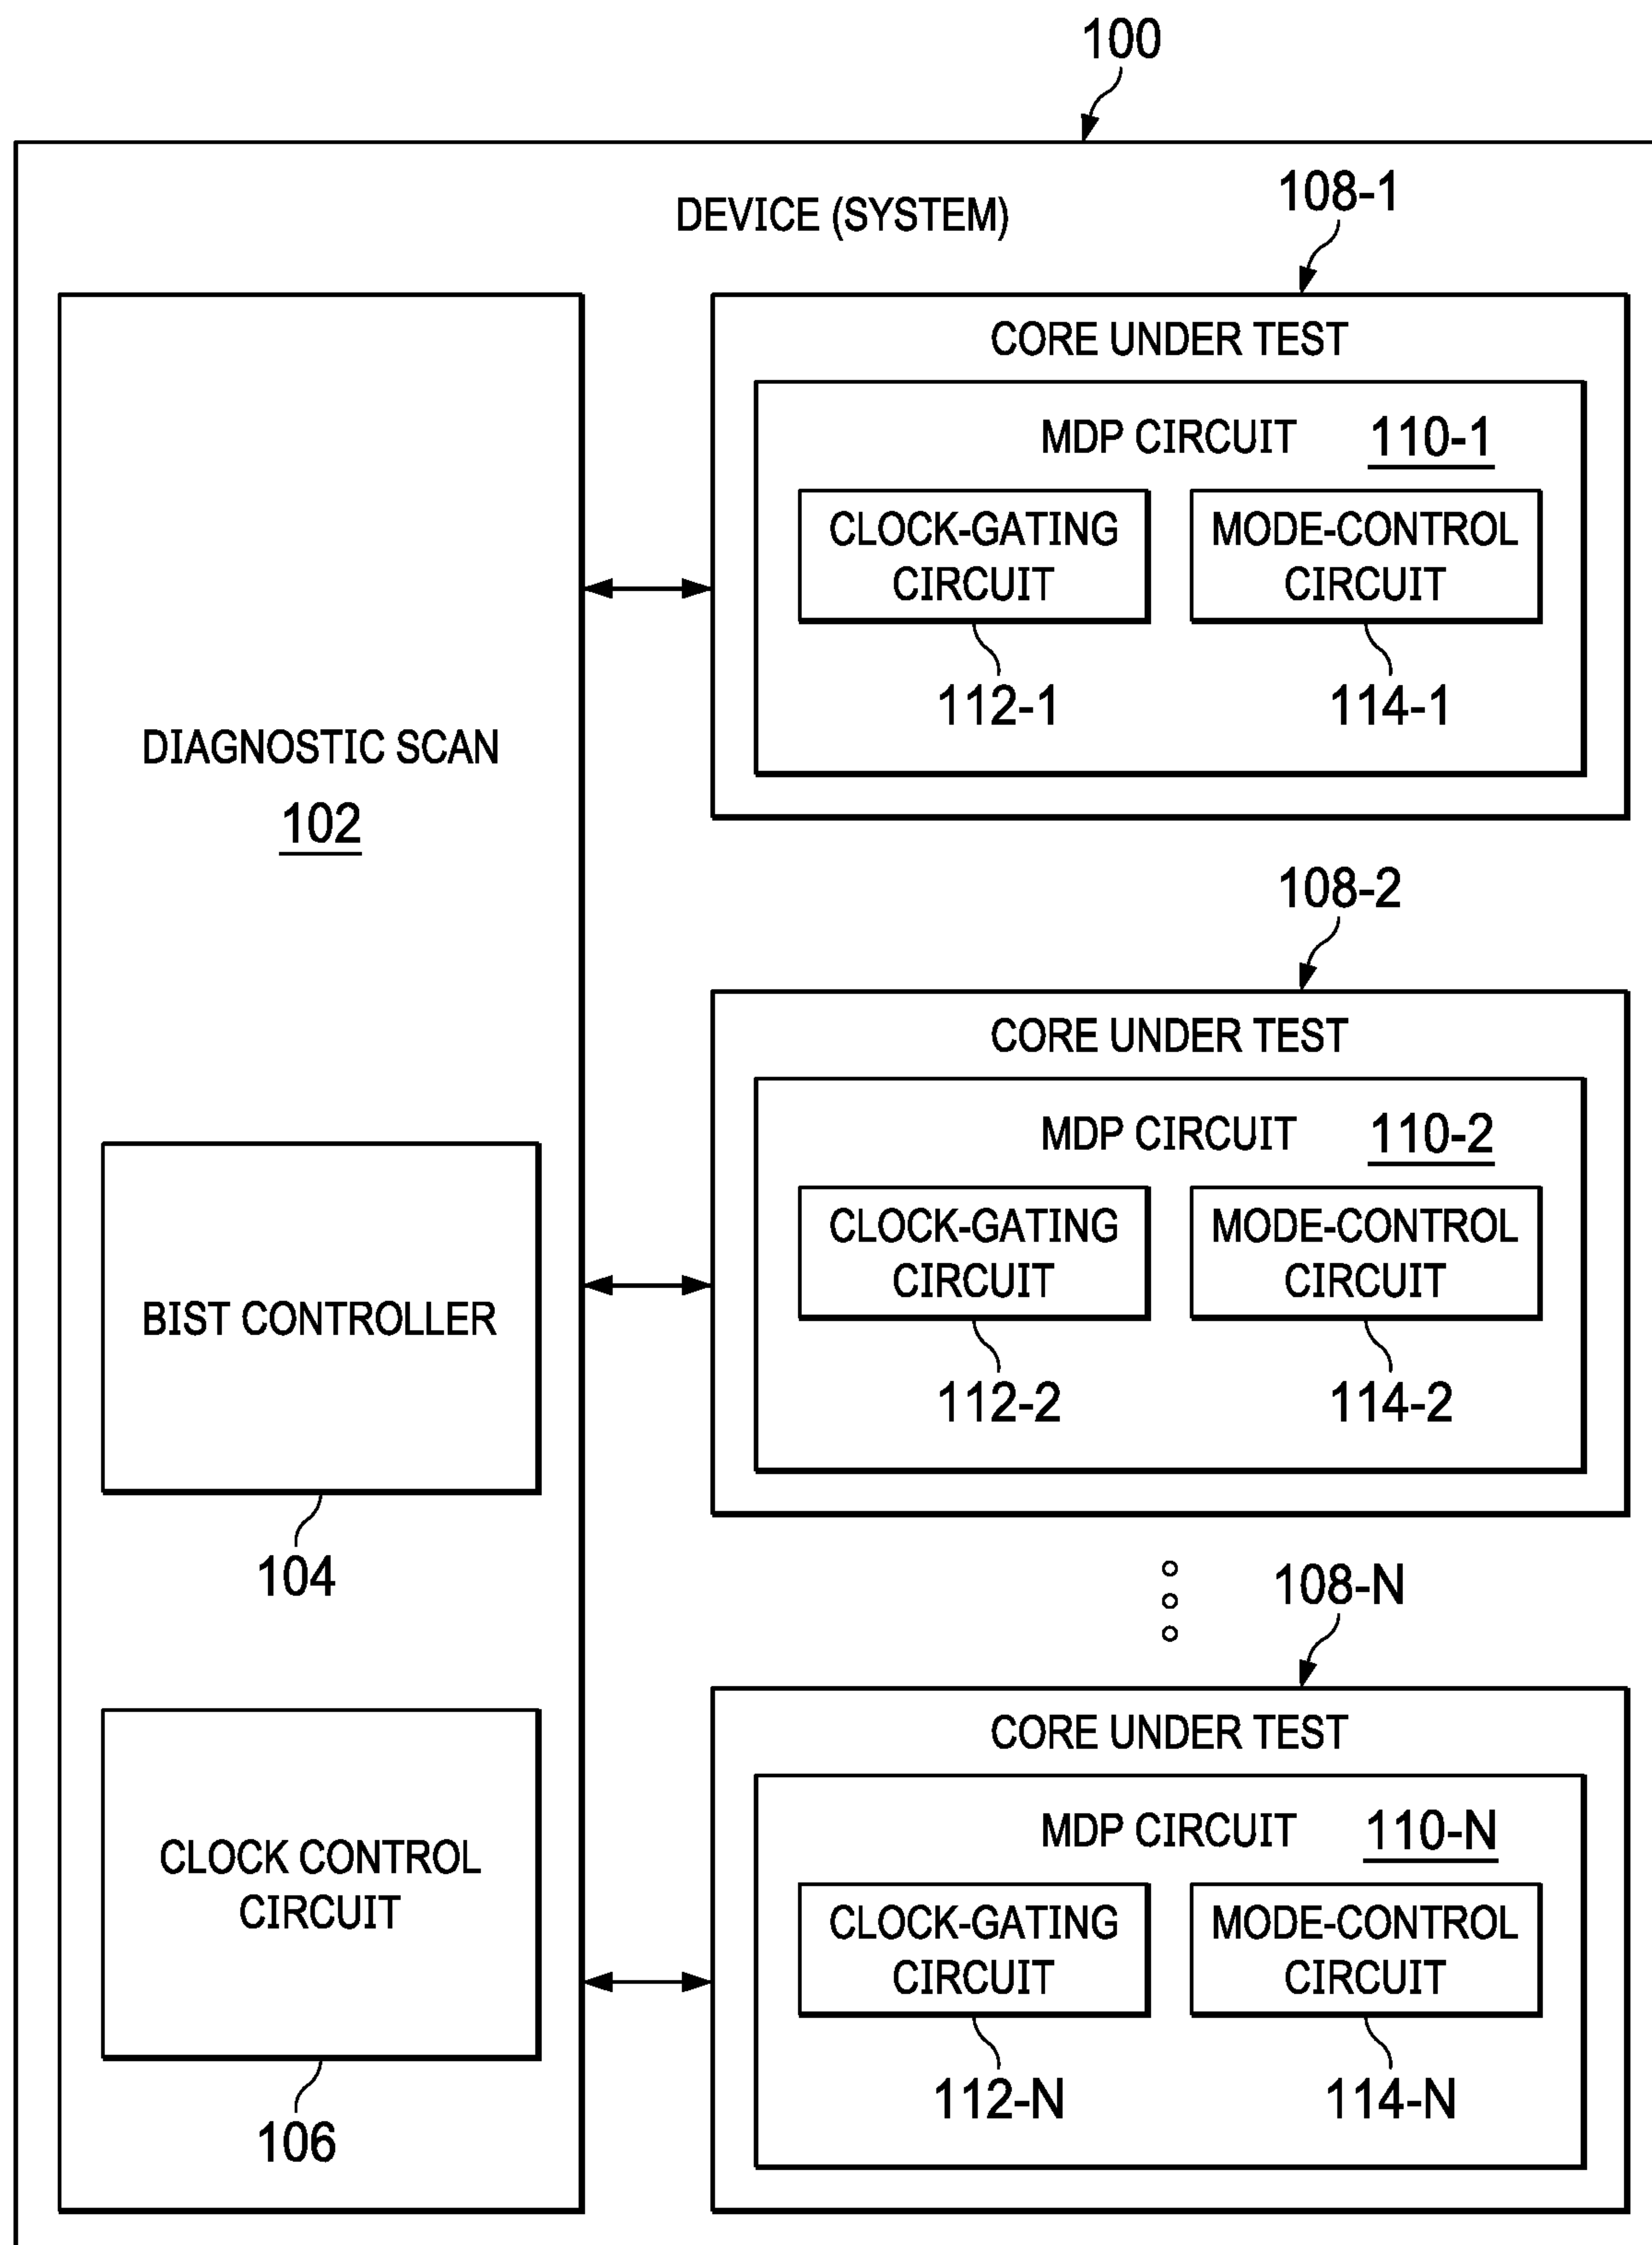 100
DEVICE (SYSTEM)
108-1
CORE UNDER TEST
MDP CIRCUIT 110-1
CLOCK-GATING
CIRCUIT
MODE-CONTROL
CIRCUIT
112-1
114-1
DIAGNOSTIC SCAN
102
108-2
CORE UNDER TEST
MDP CIRCUIT 110-2
CLOCK-GATING
CIRCUIT
MODE-CONTROL
CIRCUIT
112-2
114-2
BIST CONTROLLER
104
108-N
CORE UNDER TEST
MDP CIRCUIT 110-N
CLOCK-GATING
CIRCUIT
MODE-CONTROL
CIRCUIT
112-N
114-N
CLOCK CONTROL
CIRCUIT
106